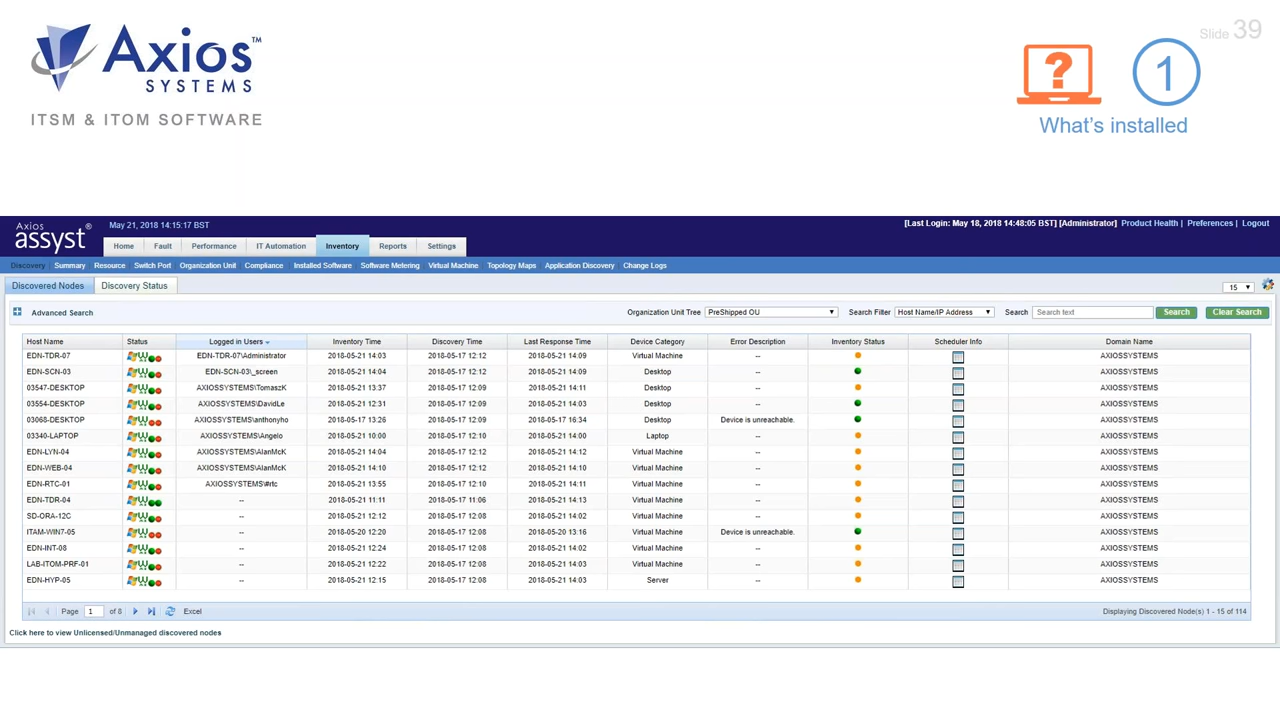 Slide 39
Axios™
SYSTEMS
ITSM & ITOM SOFTWARE
? 1
What's installed
Axios
assyst®
May 21, 2018 14:15:17 BST
[Last Login: May 18, 2018 14:48:05 BST] [Administrator] Product Health | Preferences | Logout
Home Fault Performance IT Automation Inventory Reports Settings
Discovery Summary Resource Switch Port Organization Unit Compliance Installed Software Software Metering Virtual Machine Topology Maps Application Discovery Change Logs
Discovered Nodes Discovery Status 15
Advanced Search Organization Unit Tree PreShipped OU Search Filter Host Name/IP Address Search Search text Search Clear Search
Host Name Status Logged in Users Inventory Time Discovery Time Last Response Time Device Category Error Description Inventory Status Scheduler Info Domain Name
EDN-TDR-07 EDN-TDR-07\Administrator 2018-05-21 14:03 2018-05-17 12:12 2018-05-21 14:09 Virtual Machine -- AXIOSSYSTEMS
EDN-SCN-03 EDN-SCN-03\_screen 2018-05-21 14:04 2018-05-17 12:12 2018-05-21 14:09 Desktop -- AXIOSSYSTEMS
03547-DESKTOP AXIOSSYSTEMS\TomaszK 2018-05-21 13:37 2018-05-17 12:09 2018-05-21 14:11 Desktop -- AXIOSSYSTEMS
03554-DESKTOP AXIOSSYSTEMS\DavidLe 2018-05-21 12:31 2018-05-17 12:09 2018-05-21 14:03 Desktop -- AXIOSSYSTEMS
03068-DESKTOP AXIOSSYSTEMS\anthonyho 2018-05-17 13:26 2018-05-17 12:09 2018-05-17 16:34 Desktop Device is unreachable. AXIOSSYSTEMS
03340-LAPTOP AXIOSSYSTEMS\Angelo 2018-05-21 10:00 2018-05-17 12:10 2018-05-21 14:00 Laptop -- AXIOSSYSTEMS
EDN-LYN-04 AXIOSSYSTEMS\AlanMcK 2018-05-21 14:04 2018-05-17 12:08 2018-05-21 14:12 Virtual Machine -- AXIOSSYSTEMS
EDN-WEB-04 AXIOSSYSTEMS\AlanMcK 2018-05-21 14:10 2018-05-17 12:08 2018-05-21 14:10 Virtual Machine -- AXIOSSYSTEMS
EDN-RTC-01 AXIOSSYSTEMS\#rtc 2018-05-21 13:55 2018-05-17 12:10 2018-05-21 14:11 Virtual Machine -- AXIOSSYSTEMS
EDN-TDR-04 -- 2018-05-21 11:11 2018-05-17 11:06 2018-05-21 14:13 Virtual Machine -- AXIOSSYSTEMS
SD-ORA-12C -- 2018-05-21 12:12 2018-05-17 12:08 2018-05-21 14:02 Virtual Machine -- AXIOSSYSTEMS
ITAM-WIN7-05 -- 2018-05-20 12:20 2018-05-17 12:08 2018-05-20 13:16 Virtual Machine Device is unreachable. AXIOSSYSTEMS
EDN-INT-08 -- 2018-05-21 12:24 2018-05-17 12:08 2018-05-21 14:02 Virtual Machine -- AXIOSSYSTEMS
LAB-ITOM-PRF-01 -- 2018-05-21 12:22 2018-05-17 12:08 2018-05-21 14:03 Virtual Machine -- AXIOSSYSTEMS
EDN-HYP-05 -- 2018-05-21 12:15 2018-05-17 12:08 2018-05-21 14:03 Server -- AXIOSSYSTEMS
Page 1 of 8 Excel Displaying Discovered Node(s) 1 - 15 of 114
Click here to view Unlicensed/Unmanaged discovered nodes